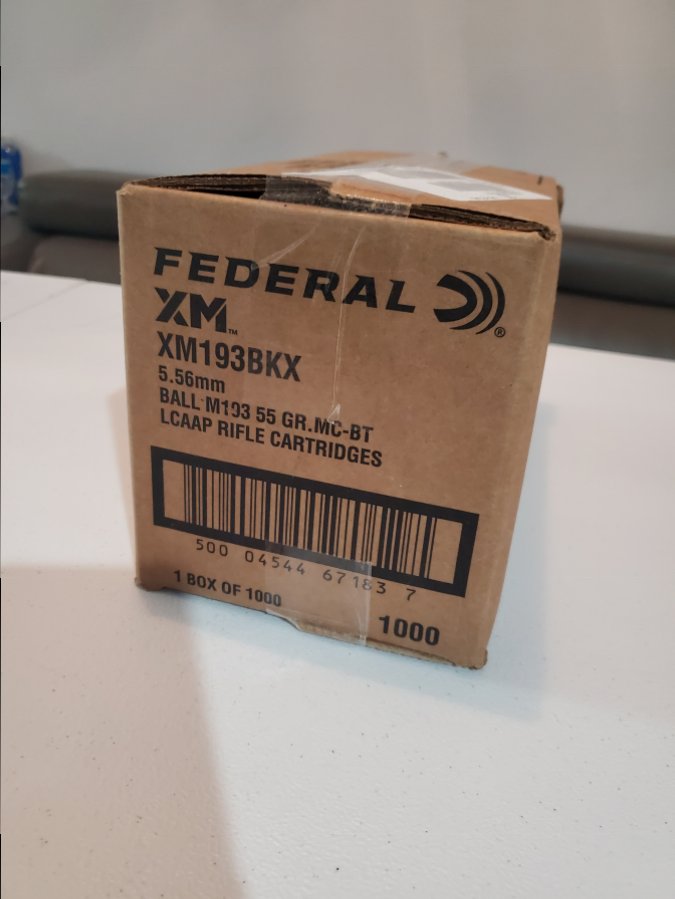 FEDERAL®
XM™
XM193BKX
5.56mm
BALL M193 55 GR.MC-BT
LCAAP RIFLE CARTRIDGES
500 04544 67183 7
1 BOX OF 1000
1000